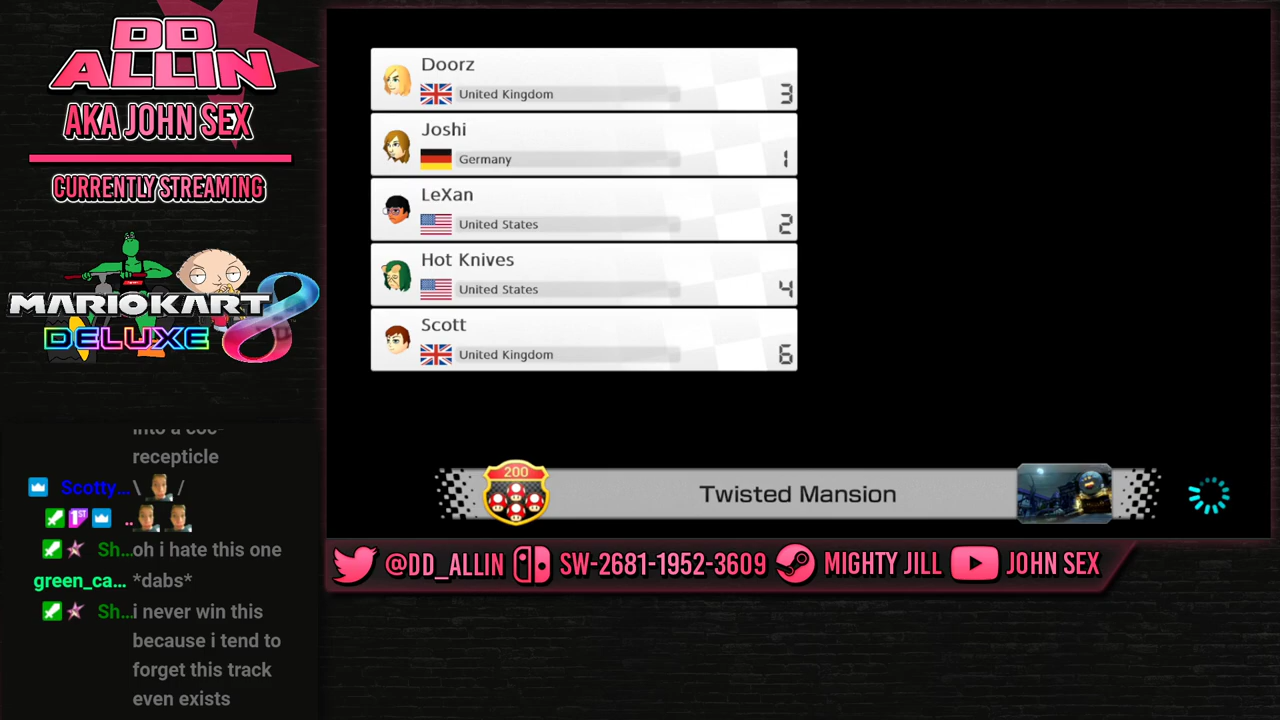 DD
ALLIN
AKA JOHN SEX
CURRENTLY STREAMING
MARIOKART 8
DELUXE
recepticle
Scotty... \ /
..
Sh... oh i hate this one
green_ca... *dabs*
Sh... i never win this
because i tend to
forget this track
even exists
Doorz
United Kingdom
3
Joshi
Germany
1
LeXan
United States
2
Hot Knives
United States
4
Scott
United Kingdom
6
200
Twisted Mansion
@DD_ALLIN SW-2681-1952-3609 MIGHTY JILL JOHN SEX